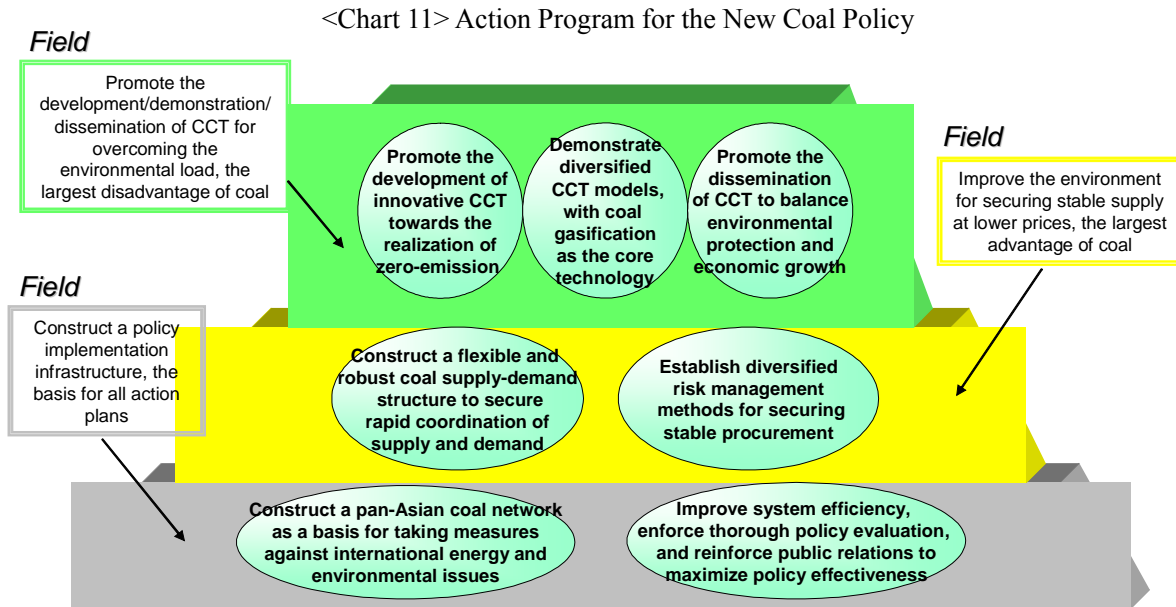 <Chart 11> Action Program for the New Coal Policy
Field
Promote the
development/demonstration/
dissemination of CCT for
overcoming the
environmental load, the
largest disadvantage of coal
Promote the
development of
innovative CCT
towards the
realization of
zero-emission
Demonstrate
diversified
CCT models,
with coal
gasification
as the core
technology
Promote the
dissemination
of CCT to balance
environmental
protection and
economic growth
Field
Improve the environment
for securing stable supply
at lower prices, the largest
advantage of coal
Field
Construct a policy
implementation
infrastructure, the
basis for all action
plans
Construct a flexible and
robust coal supply-demand
structure to secure
rapid coordination of
supply and demand
Establish diversified
risk management
methods for securing
stable procurement
Construct a pan-Asian coal network
as a basis for taking measures
against international energy and
environmental issues
Improve system efficiency,
enforce thorough policy evaluation,
and reinforce public relations to
maximize policy effectiveness